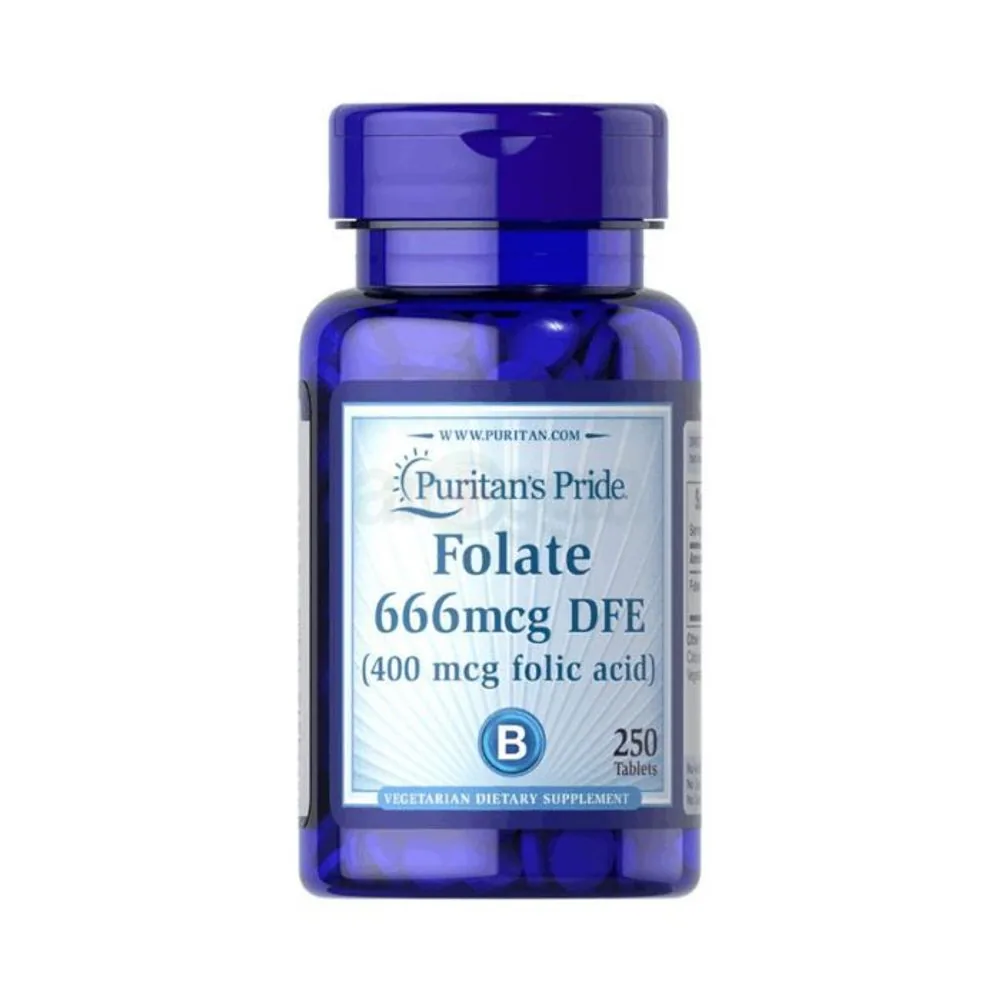 WWW.PURITAN.COM
Puritan's Pride
Folate
666mcg DFE
(400 mcg folic acid)
B
250
Tablets
VEGETARIAN DIETARY SUPPLEMENT